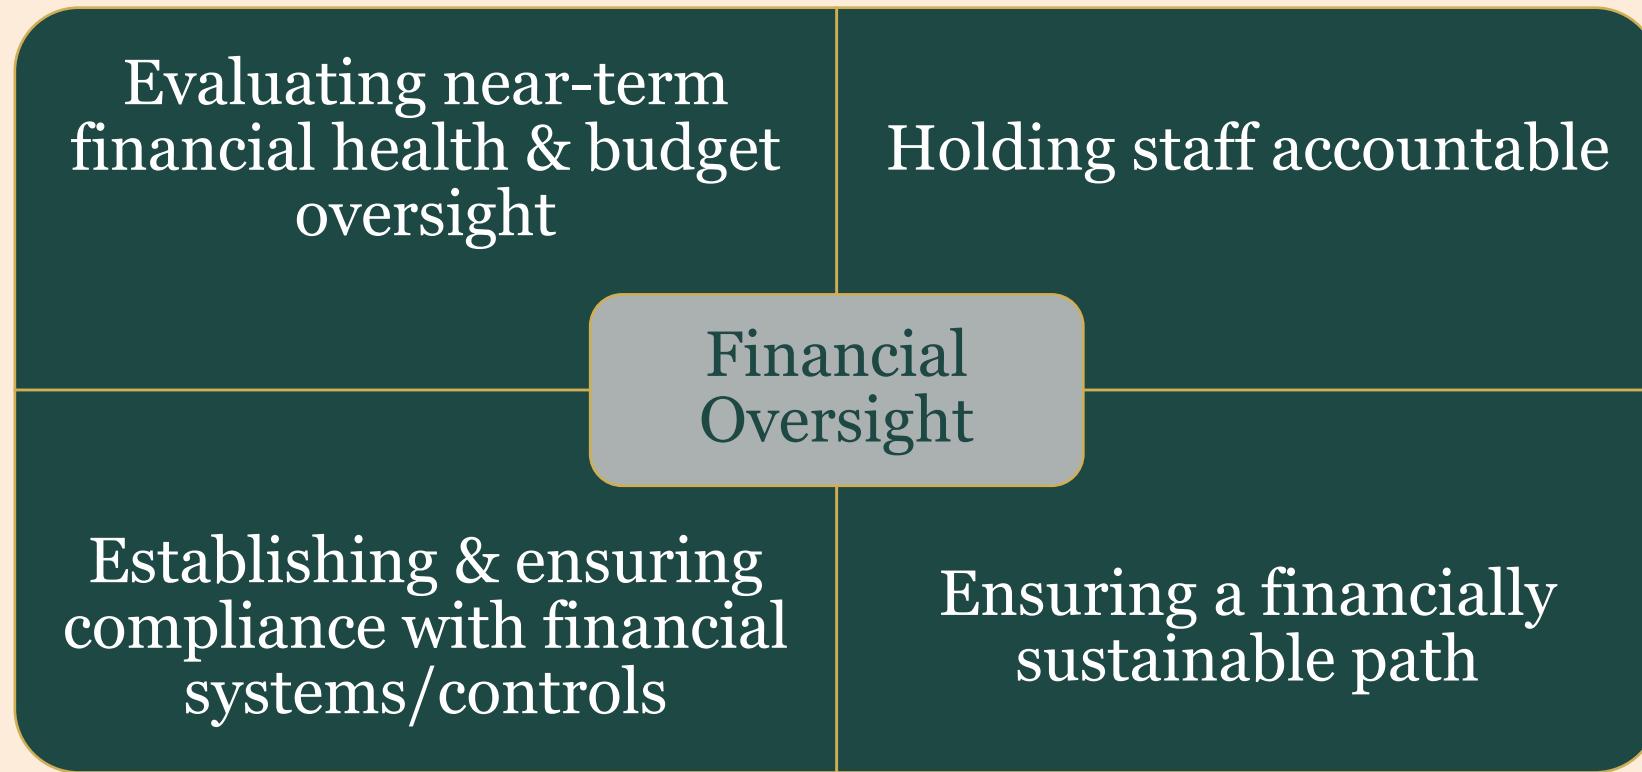 Evaluating near-term
financial health & budget
oversight
Holding staff accountable
Financial
Oversight
Establishing & ensuring
compliance with financial
systems/controls
Ensuring a financially
sustainable path